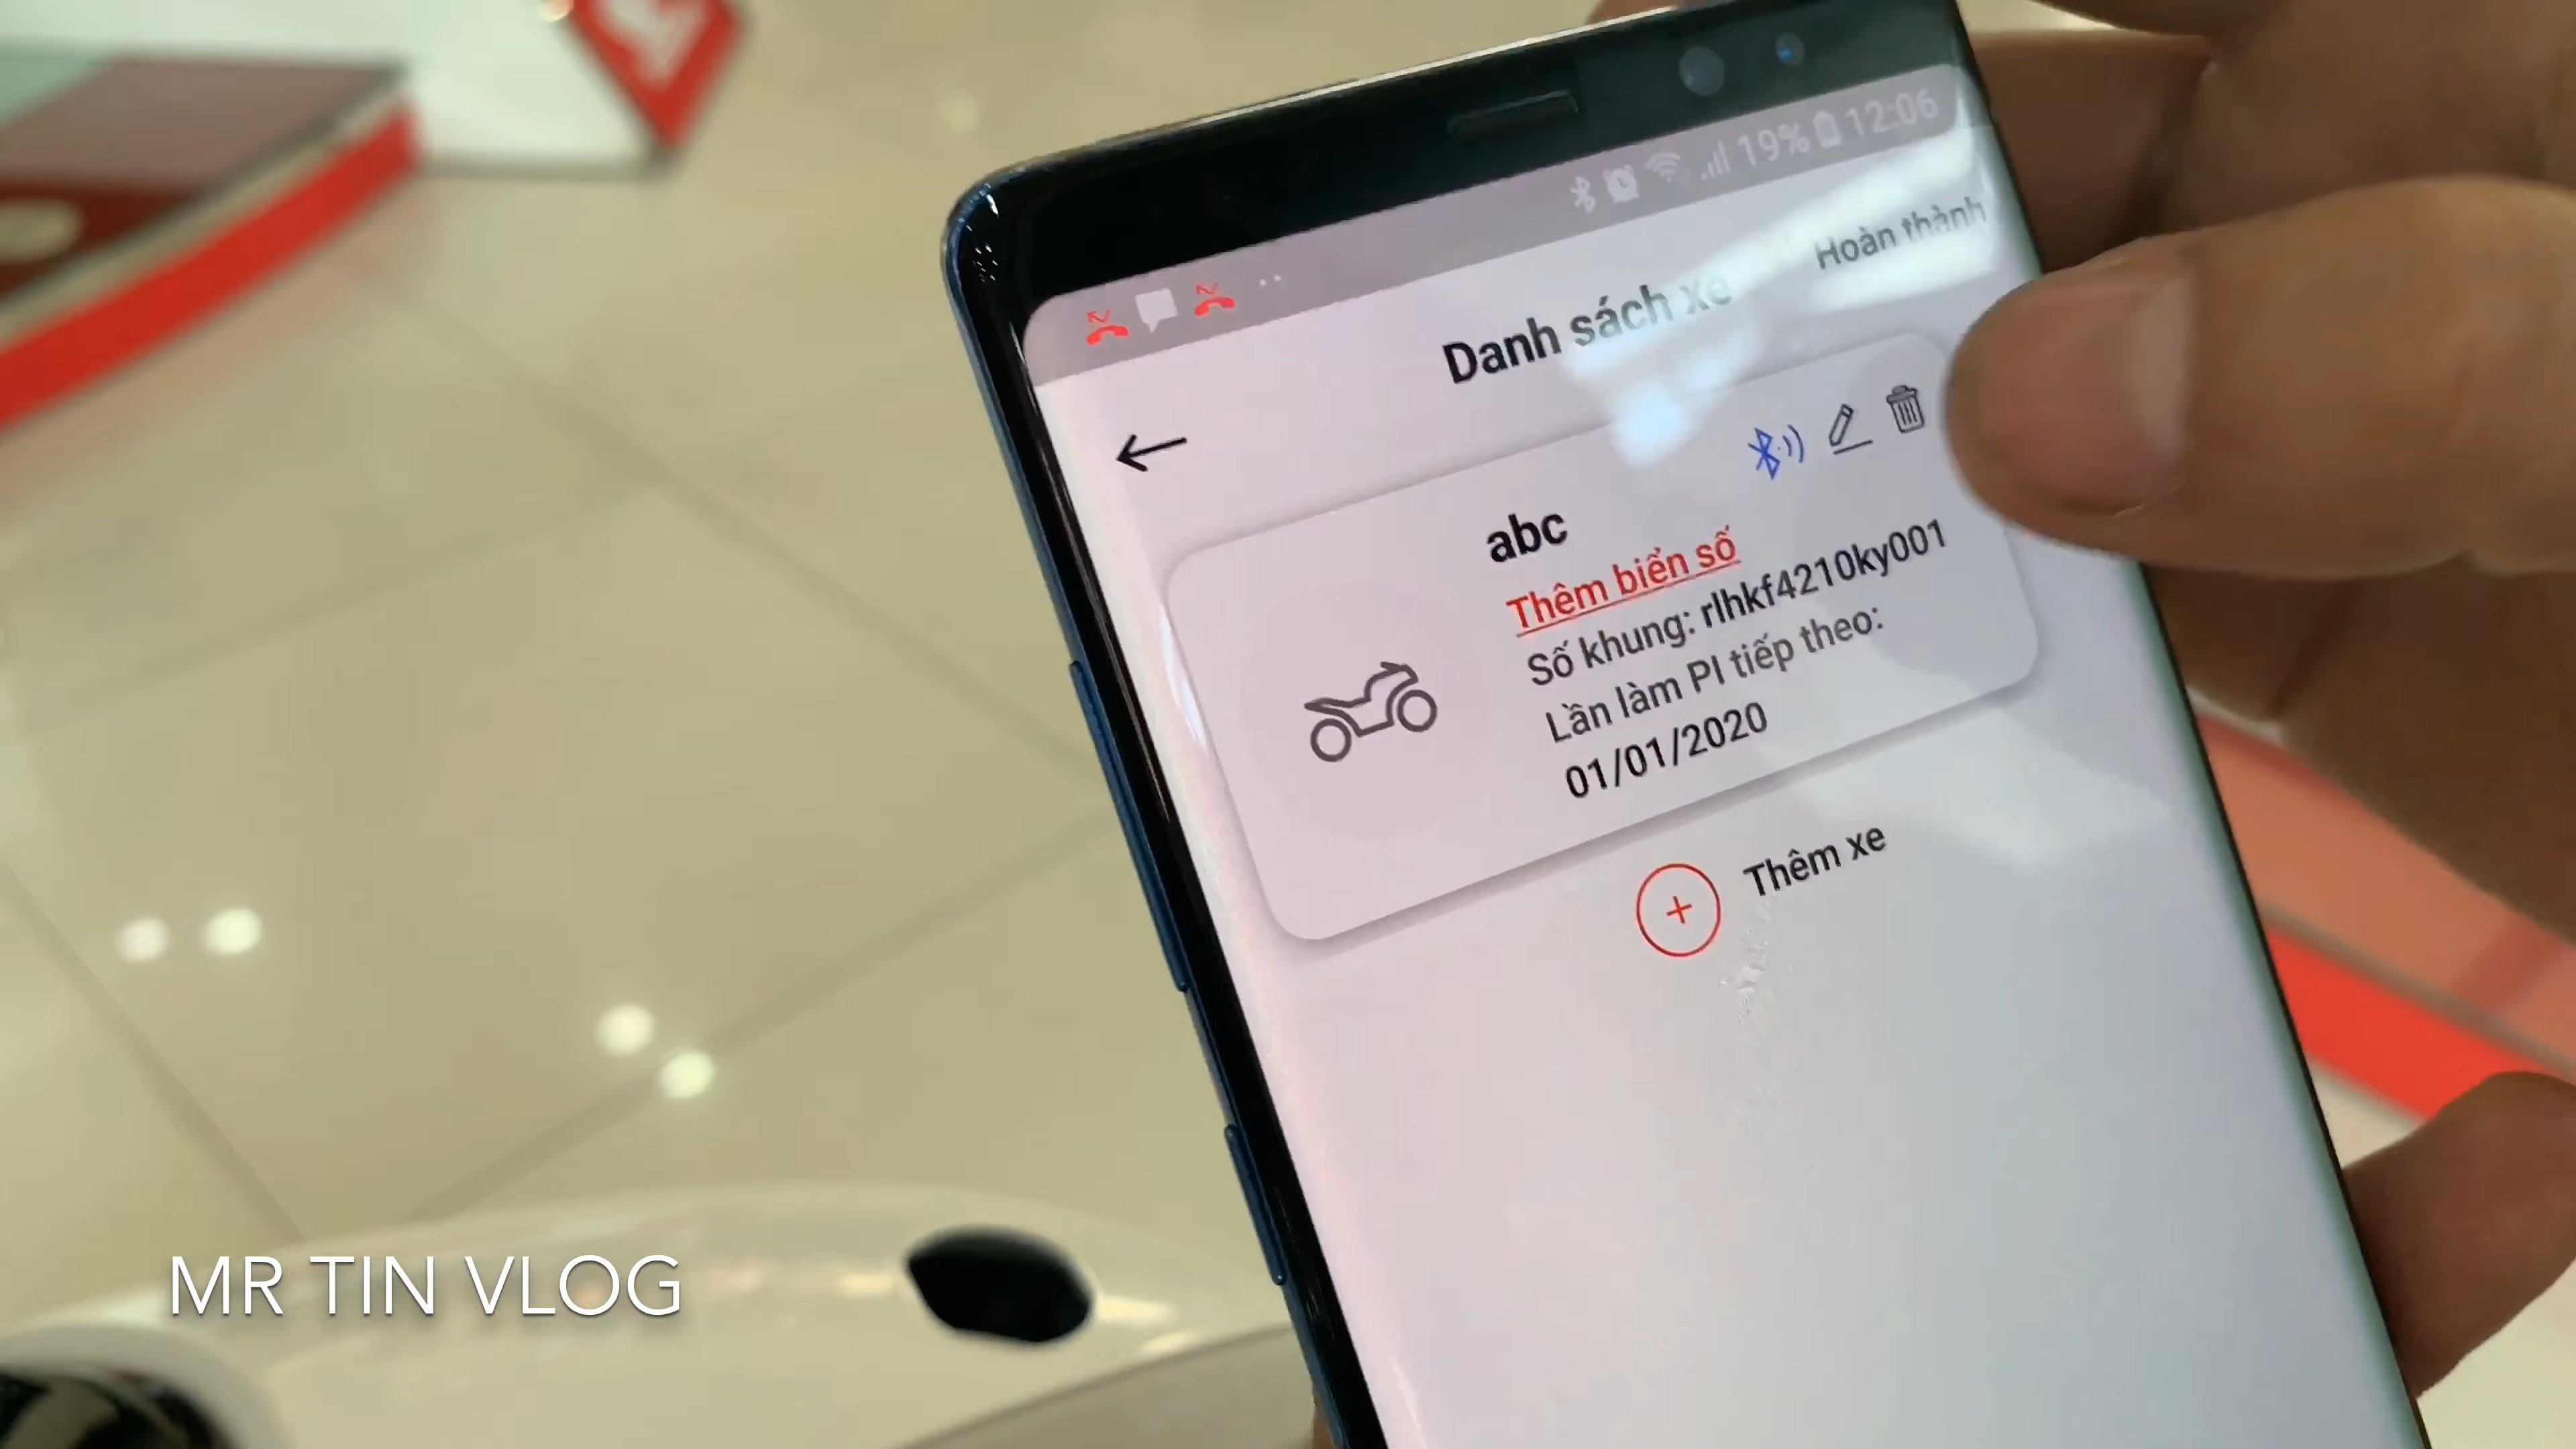 19% 12:06
Hoàn thành
Danh sách xe
abc
Thêm biển số
Số khung: rlhkf4210ky001
Lần làm PI tiếp theo:
01/01/2020
Thêm xe
MR TIN VLOG